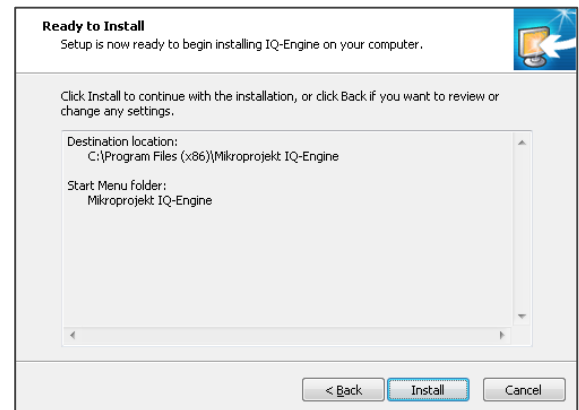 Ready to Install
Setup is now ready to begin installing IQ-Engine on your computer.
Click Install to continue with the installation, or click Back if you want to review or
change any settings.
Destination location:
C:\Program Files (x86)\Mikroprojekt IQ-Engine
Start Menu folder:
Mikroprojekt IQ-Engine
< Back
Install
Cancel